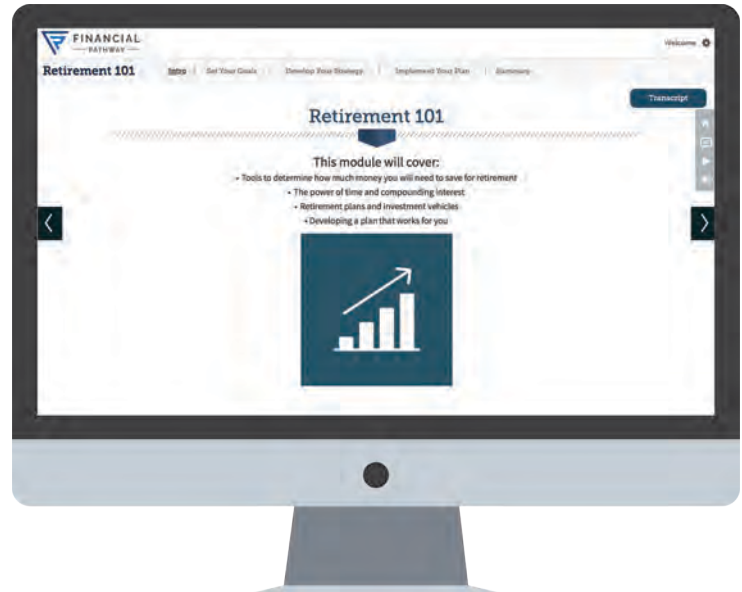 FINANCIAL
PATHWAY
Welcome
Retirement 101 Intro | Set Your Goals | Develop Your Strategy | Implement Your Plan | Summary
Transcript
Retirement 101
This module will cover:
• Tools to determine how much money you will need to save for retirement
• The power of time and compounding interest
• Retirement plans and investment vehicles
• Developing a plan that works for you